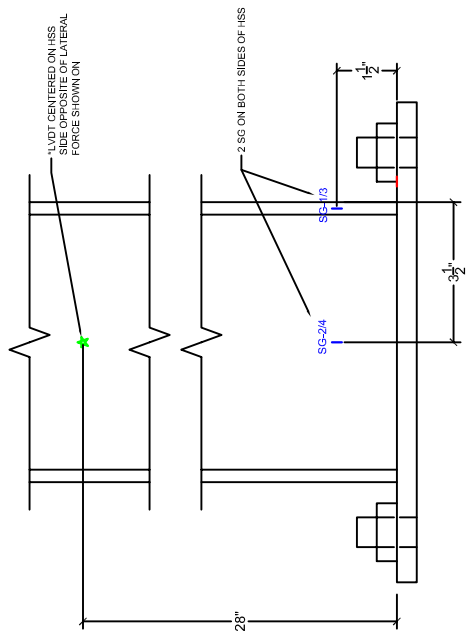 *LVDT CENTERED ON HSS
SIDE OPPOSITE OF LATERAL
FORCE SHOWN ON
2 SG ON BOTH SIDES OF HSS
SG-1/3
SG-2/4
1 1/2"
3 1/2"
28"